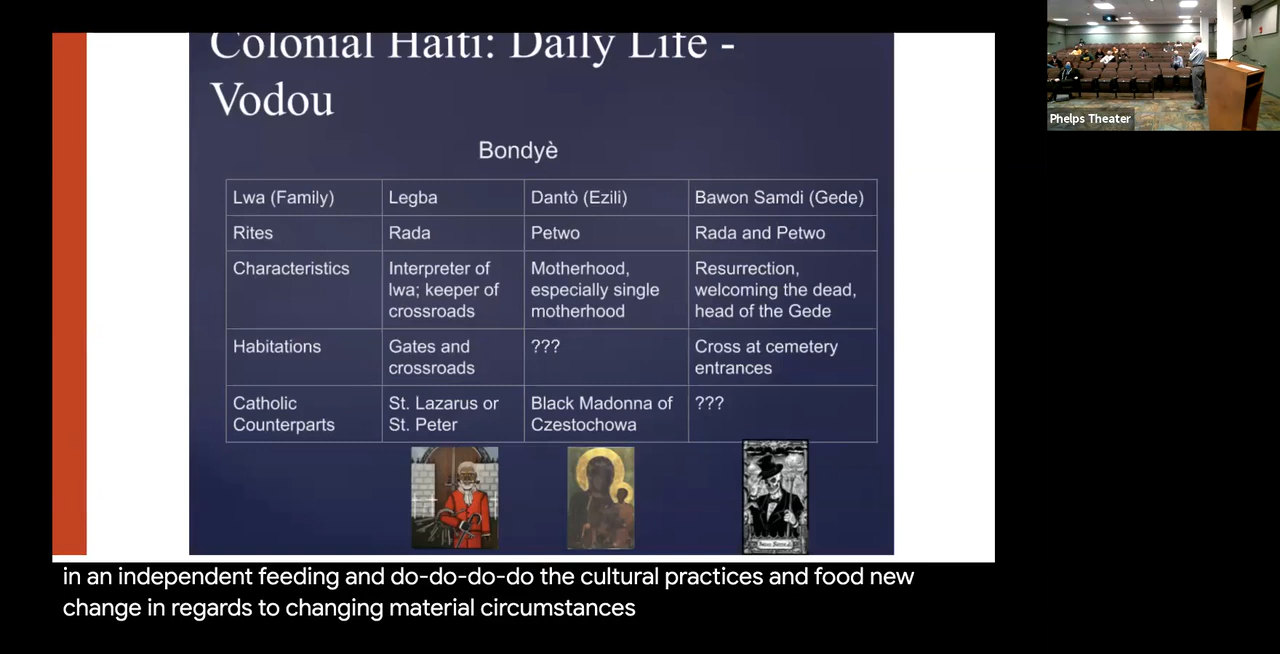 Colonial Haiti: Daily Life -
Vodou
Bondyè
Lwa (Family) Legba Dantò (Ezili) Bawon Samdi (Gede)
Rites Rada Petwo Rada and Petwo
Characteristics Interpreter of lwa; keeper of crossroads Motherhood, especially single motherhood Resurrection, welcoming the dead, head of the Gede
Habitations Gates and crossroads ??? Cross at cemetery entrances
Catholic Counterparts St. Lazarus or St. Peter Black Madonna of Czestochowa ???
in an independent feeding and do-do-do-do the cultural practices and food new
change in regards to changing material circumstances
Phelps Theater